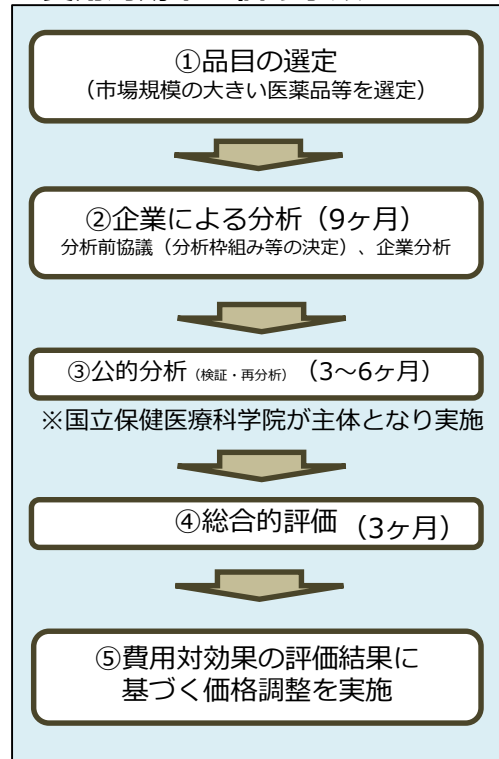 ①品目の選定
（市場規模の大きい医薬品等を選定）
②企業による分析（9ヶ月）
分析前協議（分析枠組み等の決定）、企業分析
③公的分析（検証・再分析）（3～6ヶ月）
※国立保健医療科学院が主体となり実施
④総合的評価（3ヶ月）
⑤費用対効果の評価結果に
基づく価格調整を実施